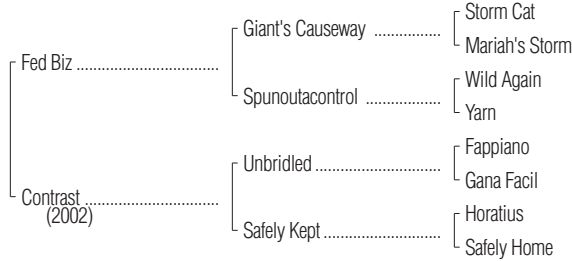 Storm Cat
Giant's Causeway ................
Mariah's Storm
Fed Biz ..................................
Wild Again
Spunoutacontrol ..................
Yarn
Fappiano
Unbridled..............................
Gana Facil
Contrast ................................
(2002)
Horatius
Safely Kept............................
Safely Home